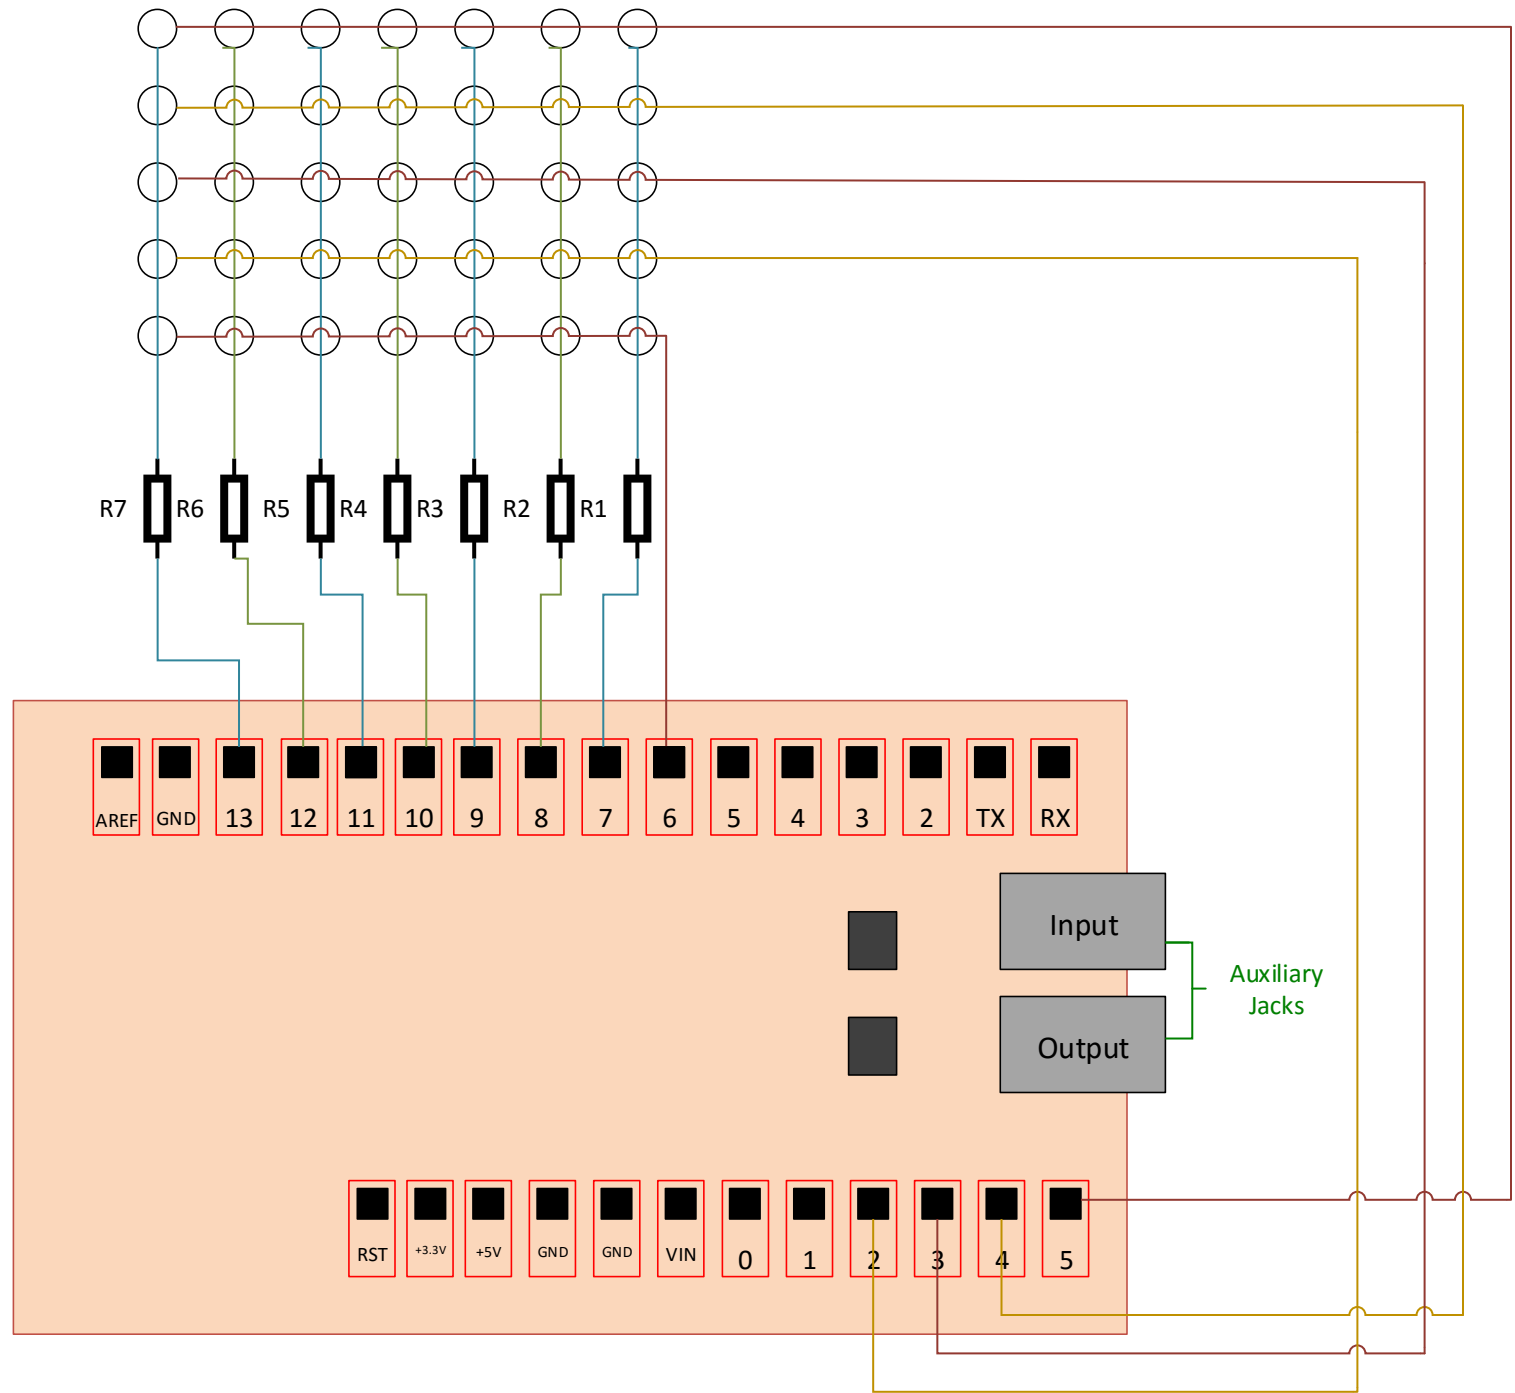 R7
R6
R5
R4
R3
R2
R1
AREF
GND
13
12
11
10
9
8
7
6
5
4
3
2
TX
RX
Input
Auxiliary
Jacks
Output
RST
+3.3V
+5V
GND
GND
VIN
0
1
2
3
4
5